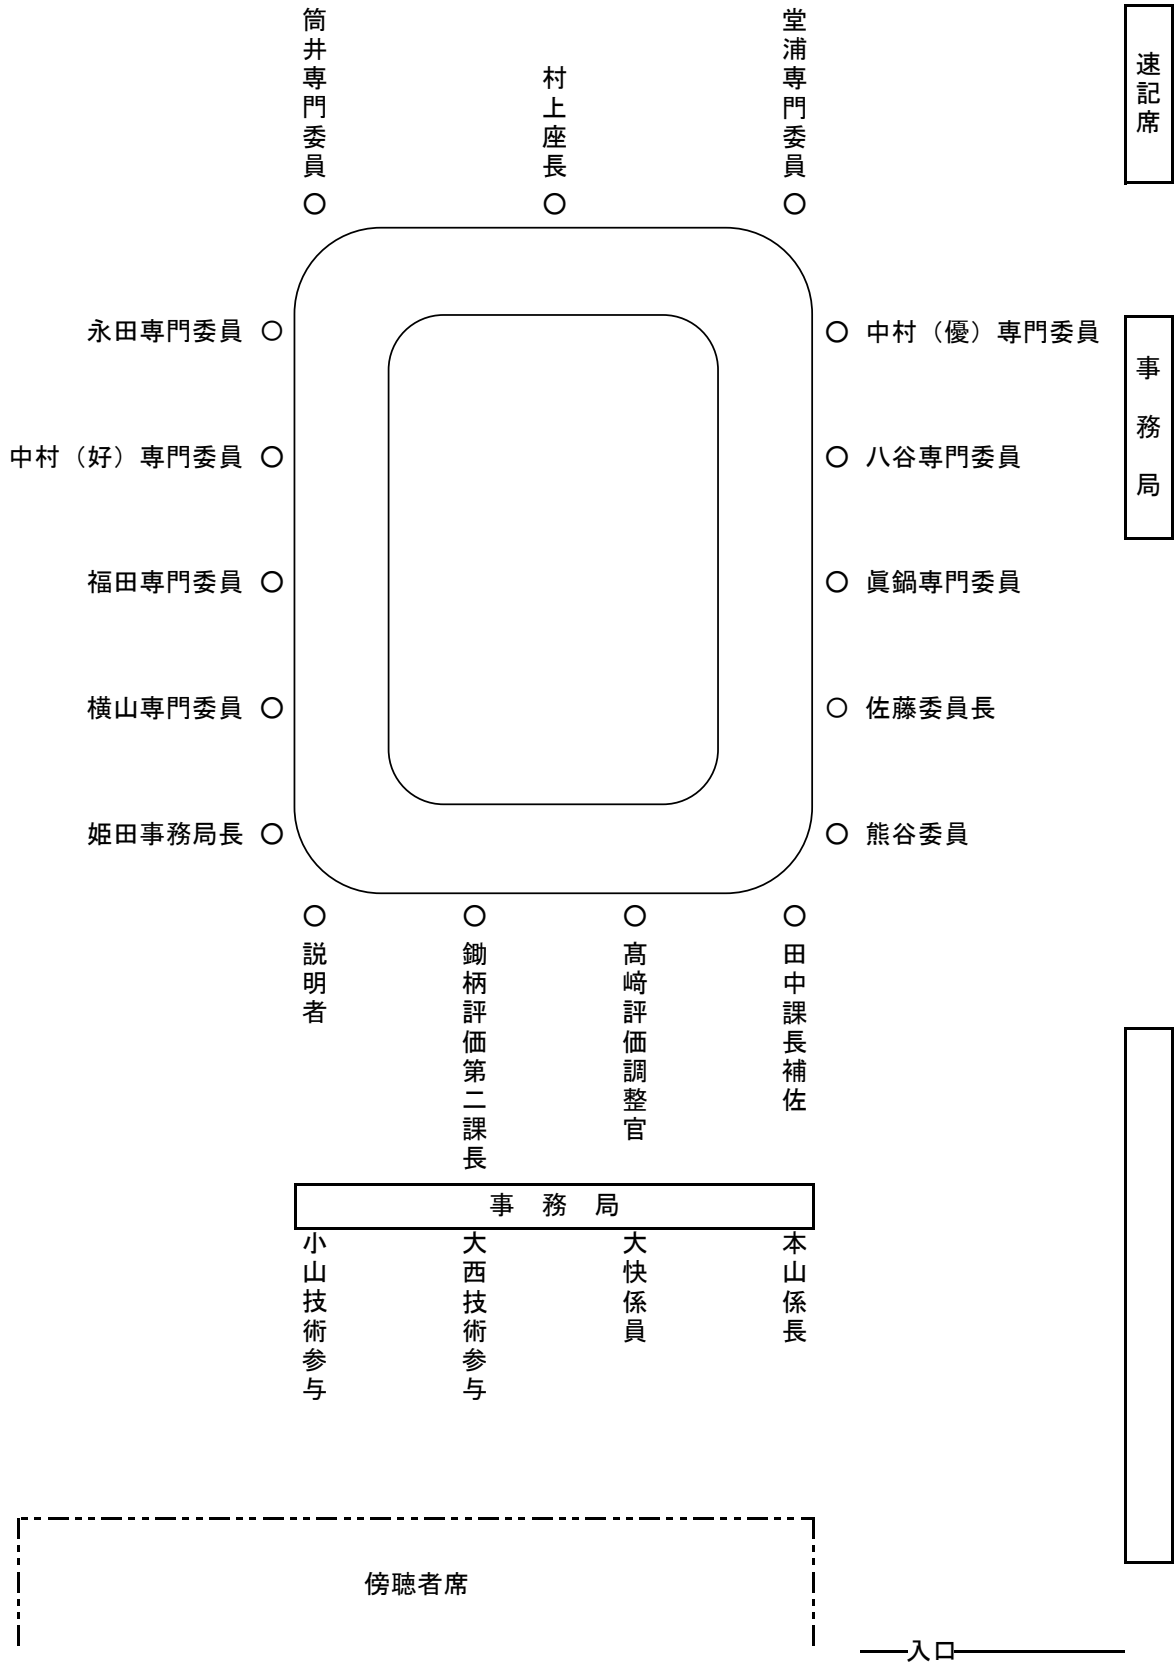 筒井専門委員
村上座長
堂浦専門委員
速記席
永田専門委員
中村（優）専門委員
事務局
中村（好）専門委員
八谷専門委員
福田専門委員
眞鍋専門委員
横山専門委員
佐藤委員長
姫田事務局長
熊谷委員
説明者
鋤柄評価第二課長
髙﨑評価調整官
田中課長補佐
事務局
小山技術参与
大西技術参与
大快係員
本山係長
傍聴者席
入口